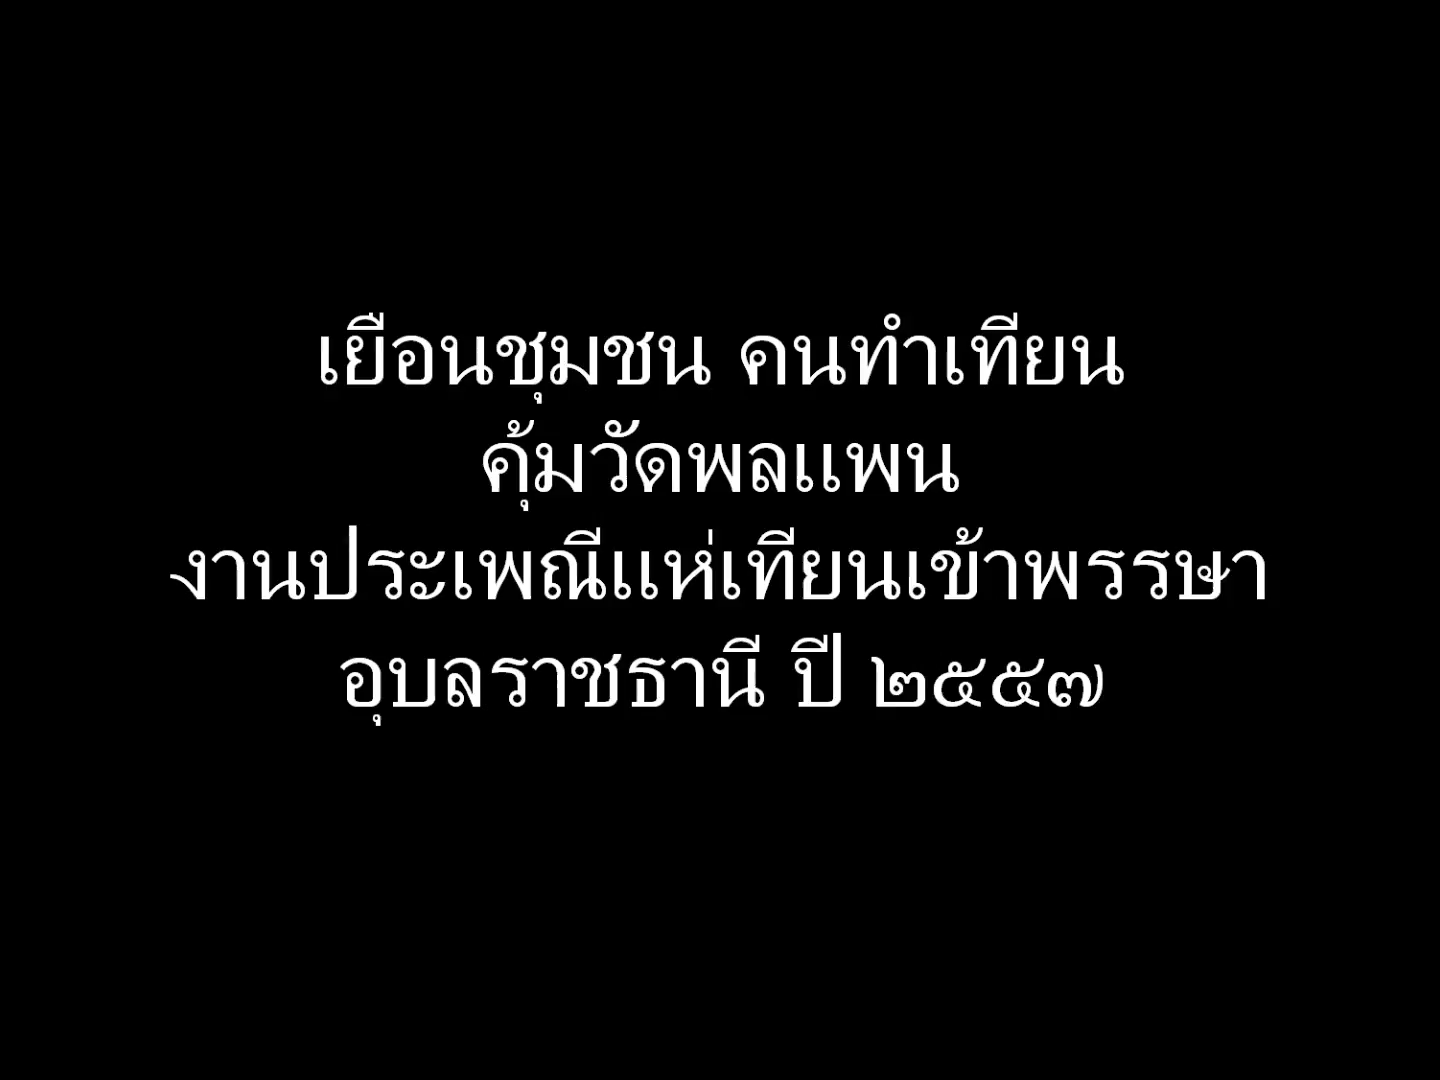 เยือนชุมชน คนทำเทียน
คุ้มวัดพลแพน
งานประเพณีแห่เทียนเข้าพรรษา
อุบลราชธานี ปี ๒๕๕๗